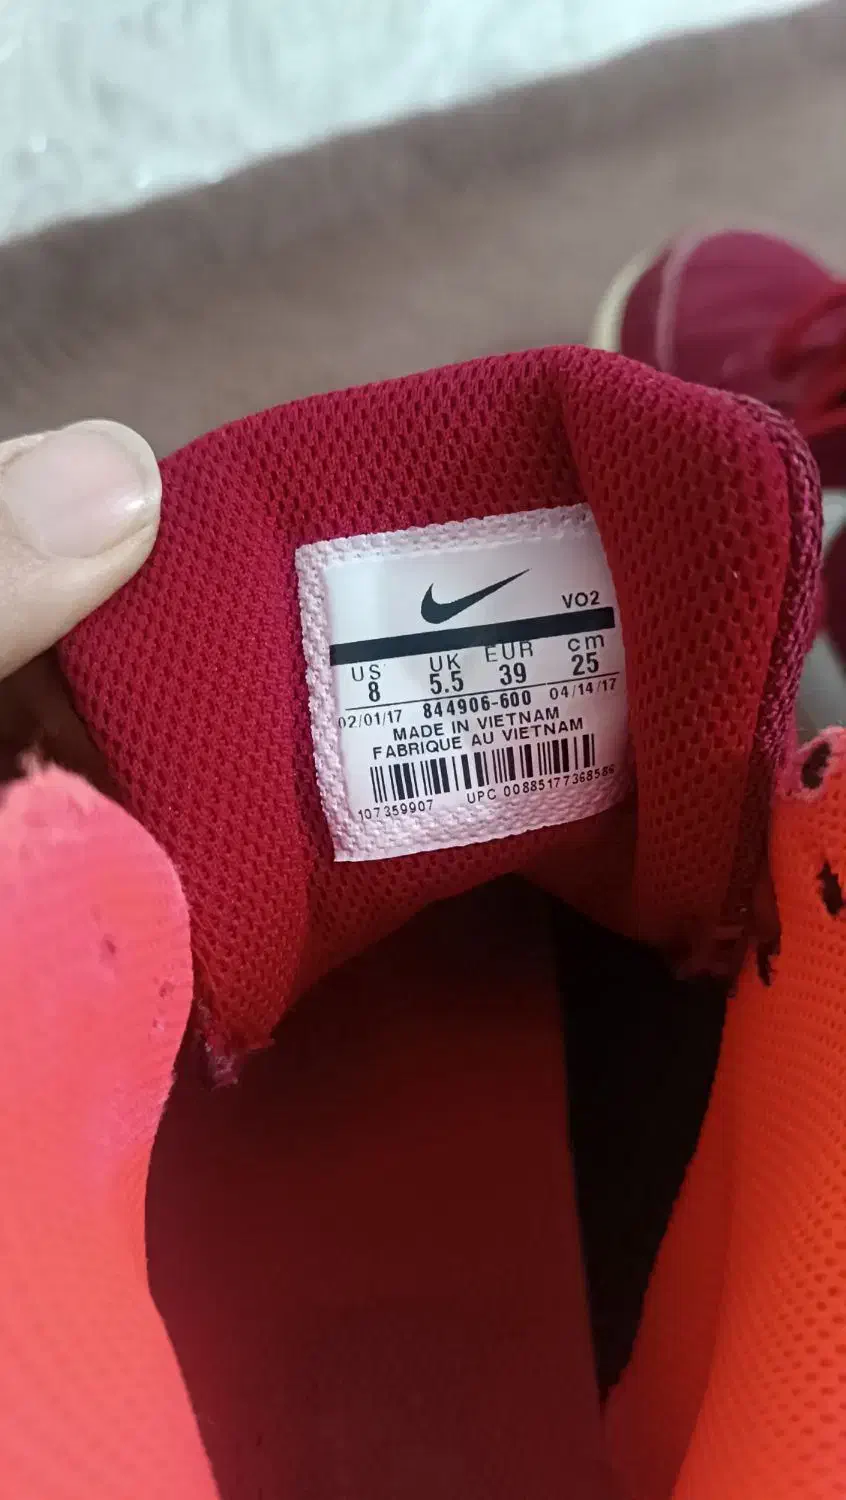 VO2
US UK EUR cm
8 5.5 39 25
02/01/17 844906-600 04/14/17
MADE IN VIETNAM
FABRIQUE AU VIETNAM
107359907 UPC 00885177368586